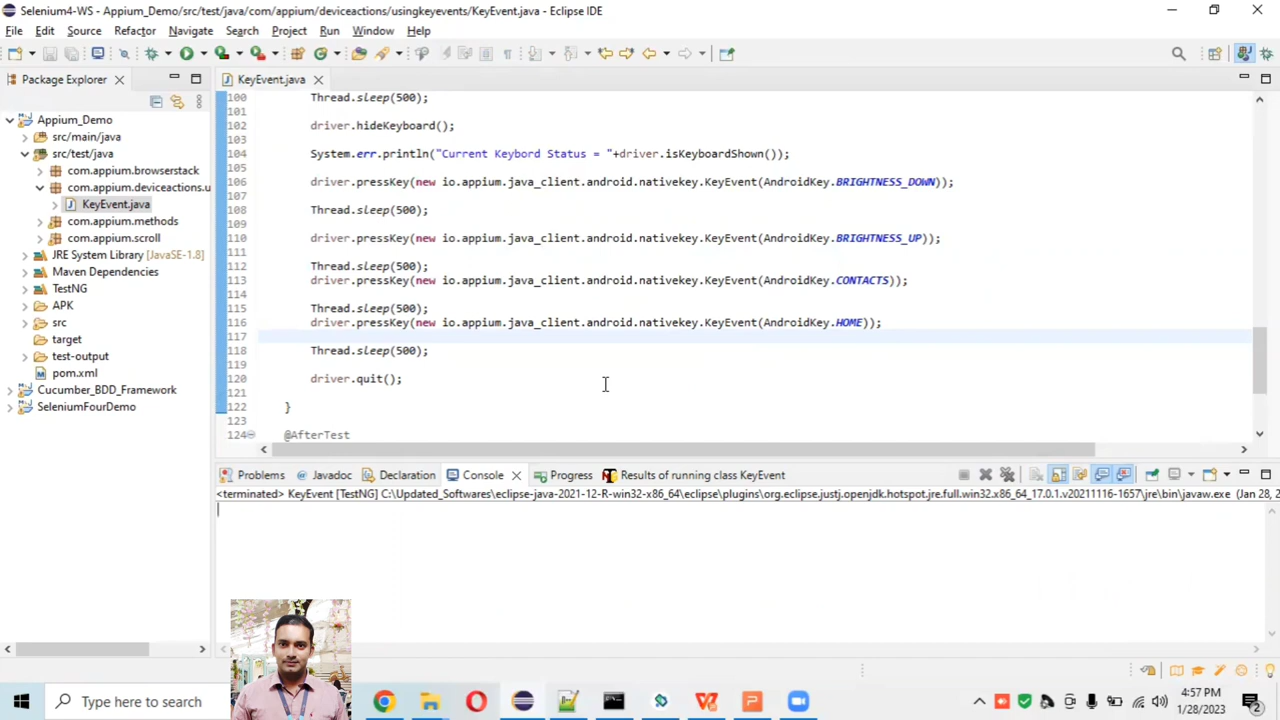 Selenium4-WS - Appium_Demo/src/test/java/com/appium/deviceactions/usingkeyevents/KeyEvent.java - Eclipse IDE
File Edit Source Refactor Navigate Search Project Run Window Help
Package Explorer
KeyEvent.java
Appium_Demo
src/main/java
src/test/java
com.appium.browserstack
com.appium.deviceactions.u
KeyEvent.java
com.appium.methods
com.appium.scroll
JRE System Library [JavaSE-1.8]
Maven Dependencies
TestNG
APK
src
target
test-output
pom.xml
Cucumber_BDD_Framework
SeleniumFourDemo
100 Thread.sleep(500);
101
102 driver.hideKeyboard();
103
104 System.err.println("Current Keybord Status = "+driver.isKeyboardShown());
105
106 driver.pressKey(new io.appium.java_client.android.nativekey.KeyEvent(AndroidKey.BRIGHTNESS_DOWN));
107
108 Thread.sleep(500);
109
110 driver.pressKey(new io.appium.java_client.android.nativekey.KeyEvent(AndroidKey.BRIGHTNESS_UP));
111
112 Thread.sleep(500);
113 driver.pressKey(new io.appium.java_client.android.nativekey.KeyEvent(AndroidKey.CONTACTS));
114
115 Thread.sleep(500);
116 driver.pressKey(new io.appium.java_client.android.nativekey.KeyEvent(AndroidKey.HOME));
117
118 Thread.sleep(500);
119
120 driver.quit();
121
122 }
123
124 @AfterTest
Problems Javadoc Declaration Console Progress Results of running class KeyEvent
<terminated> KeyEvent [TestNG] C:\Updated_Softwares\eclipse-java-2021-12-R-win32-x86_64\eclipse\plugins\org.eclipse.justj.openjdk.hotspot.jre.full.win32.x86_64_17.0.1.v20211116-1657\jre\bin\javaw.exe (Jan 28, 2
Type here to search
4:57 PM
1/28/2023
2